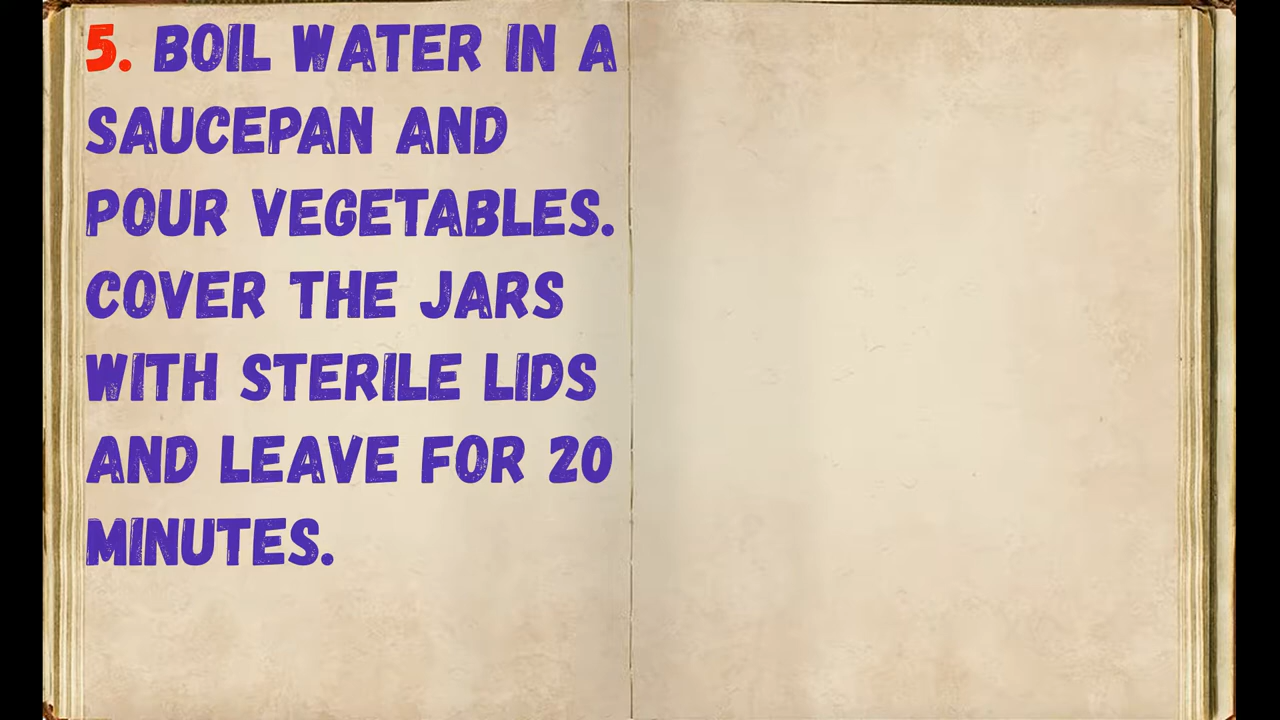 5. BOIL WATER IN A
SAUCEPAN AND
POUR VEGETABLES.
COVER THE JARS
WITH STERILE LIDS
AND LEAVE FOR 20
MINUTES.